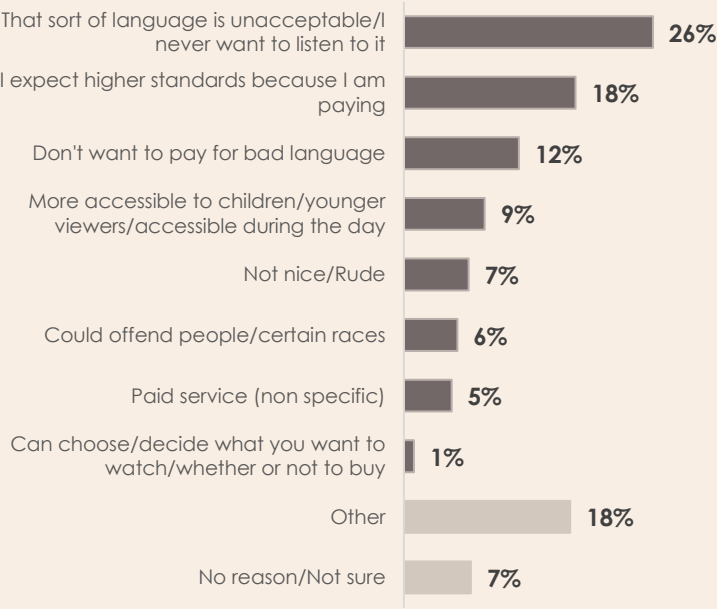 That sort of language is unacceptable/I
never want to listen to it
26%
I expect higher standards because I am
paying
18%
Don't want to pay for bad language
12%
More accessible to children/younger
viewers/accessible during the day
9%
Not nice/Rude
7%
Could offend people/certain races
6%
Paid service (non specific)
5%
Can choose/decide what you want to
watch/whether or not to buy
1%
Other
18%
No reason/Not sure
7%